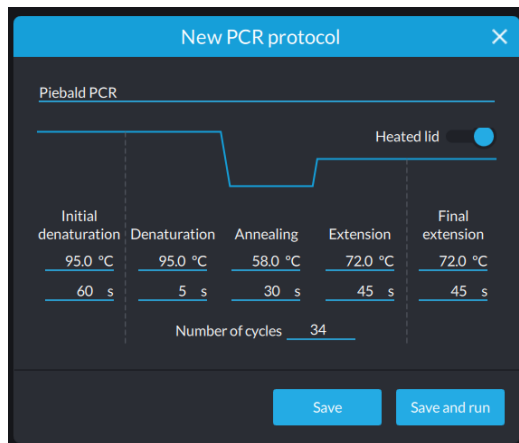 New PCR protocol
Piebald PCR
Heated lid
Initial denaturation Denaturation Annealing Extension Final extension
95.0 °C 95.0 °C 58.0 °C 72.0 °C 72.0 °C
60 s 5 s 30 s 45 s 45 s
Number of cycles 34
Save Save and run